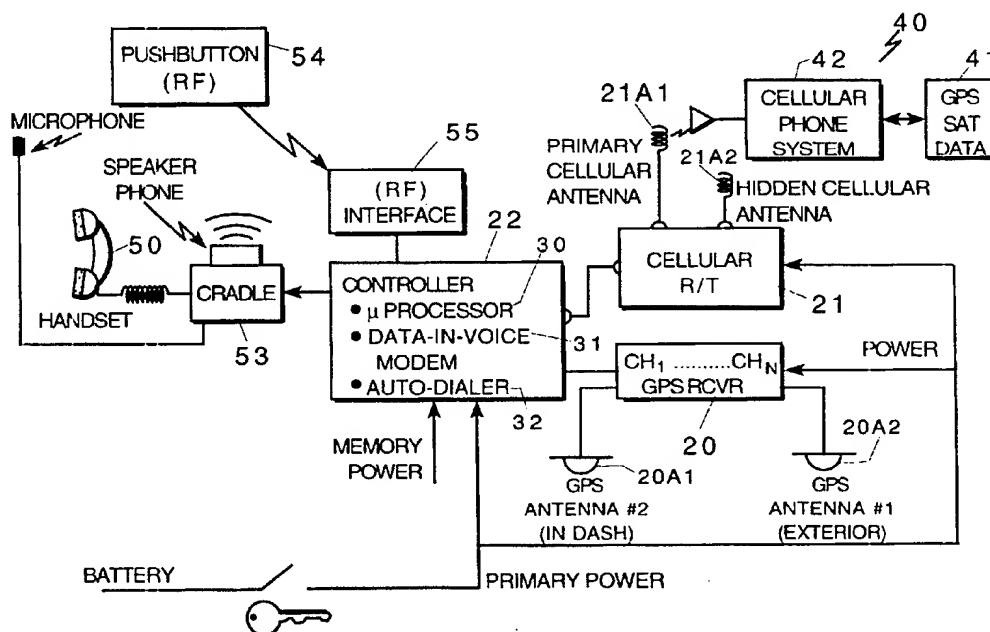 40
PUSHBUTTON
(RF)
54
42
41
21A1
CELLULAR
PHONE
SYSTEM
GPS
SAT
DATA
MICROPHONE
55
PRIMARY
CELLULAR
ANTENNA
21A2
HIDDEN CELLULAR
ANTENNA
SPEAKER
PHONE
(RF)
INTERFACE
22
30
50
CELLULAR
R/T
21
HANDSET
CRADLE
53
CONTROLLER
• µ PROCESSOR
• DATA-IN-VOICE
MODEM
• AUTO-DIALER
31
32
POWER
CH1 ..........CHN
GPS RCVR
20
MEMORY
POWER
20A1
20A2
GPS
ANTENNA #2
(IN DASH)
GPS
ANTENNA #1
(EXTERIOR)
BATTERY
PRIMARY POWER